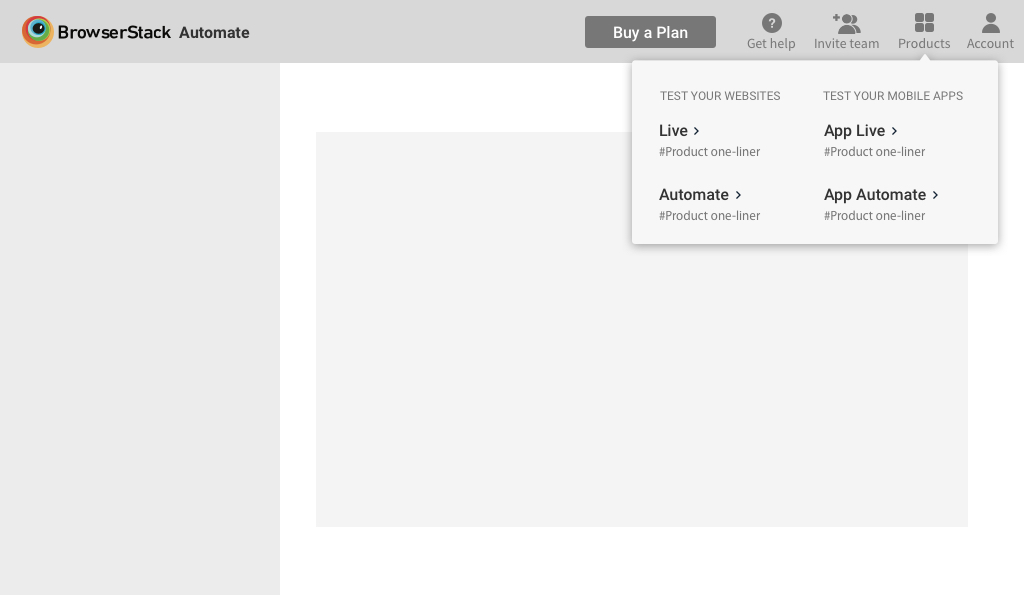 BrowserStack Automate
Buy a Plan
? Get help
Invite team
Products
Account
TEST YOUR WEBSITES
Live
#Product one-liner
Automate
#Product one-liner
TEST YOUR MOBILE APPS
App Live
#Product one-liner
App Automate
#Product one-liner